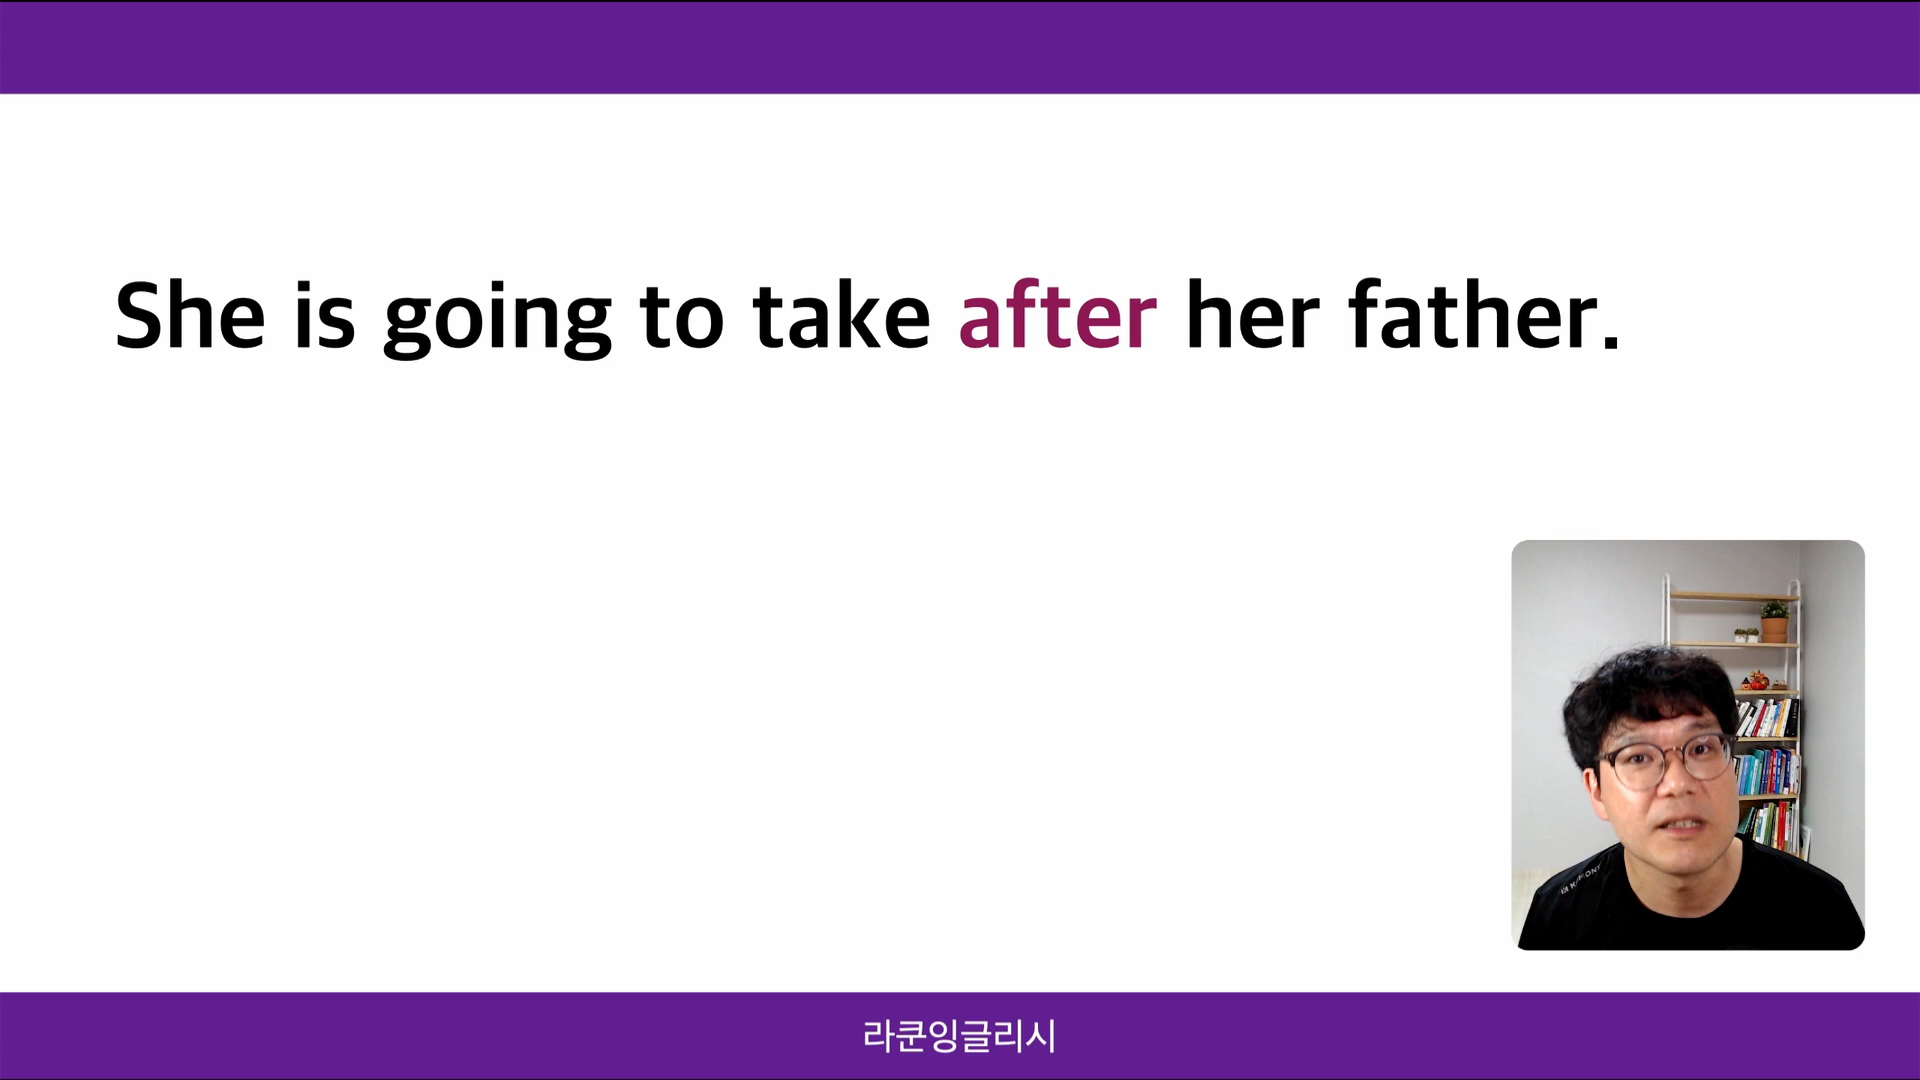 She is going to take after her father.
라쿤잉글리시